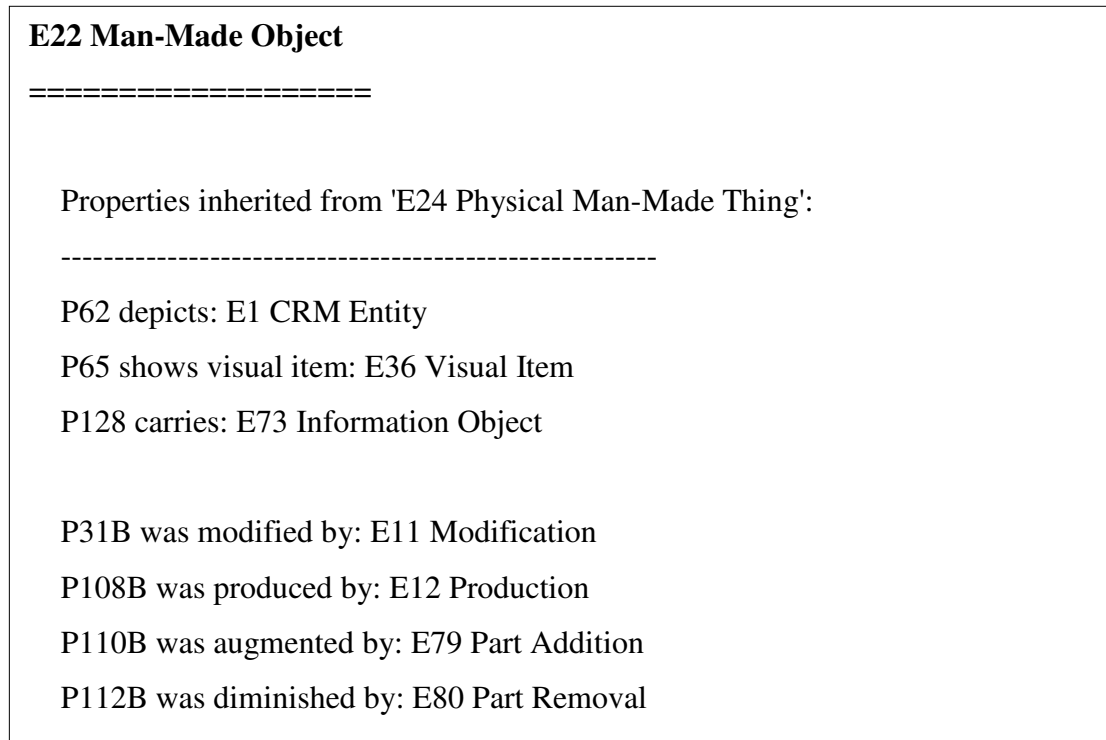 E22 Man-Made Object
===================
Properties inherited from 'E24 Physical Man-Made Thing':
--------------------------------------------------------
P62 depicts: E1 CRM Entity
P65 shows visual item: E36 Visual Item
P128 carries: E73 Information Object
P31B was modified by: E11 Modification
P108B was produced by: E12 Production
P110B was augmented by: E79 Part Addition
P112B was diminished by: E80 Part Removal